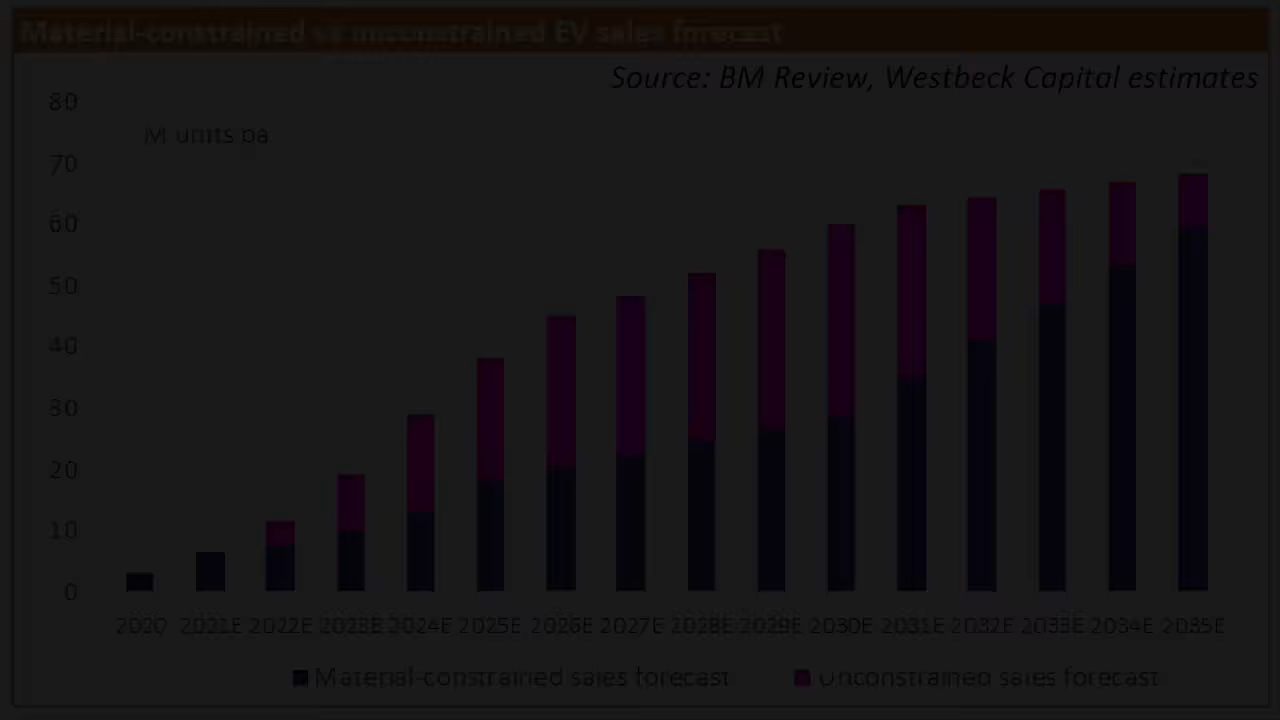 Material-constrained vs unconstrained EV sales forecast
Source: BM Review, Westbeck Capital estimates
80
M units pa
70
60
50
40
30
20
10
0
2020 2021E 2022E 2023E 2024E 2025E 2026E 2027E 2028E 2029E 2030E 2031E 2032E 2033E 2034E 2035E
Material-constrained sales forecast Unconstrained sales forecast